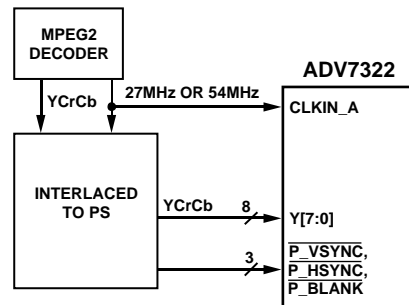 MPEG2
DECODER
ADV7322
YCrCb
27MHz OR 54MHz
CLKIN_A
INTERLACED
TO PS
YCrCb
8
Y[7:0]
3
P_VSYNC,
P_HSYNC,
P_BLANK